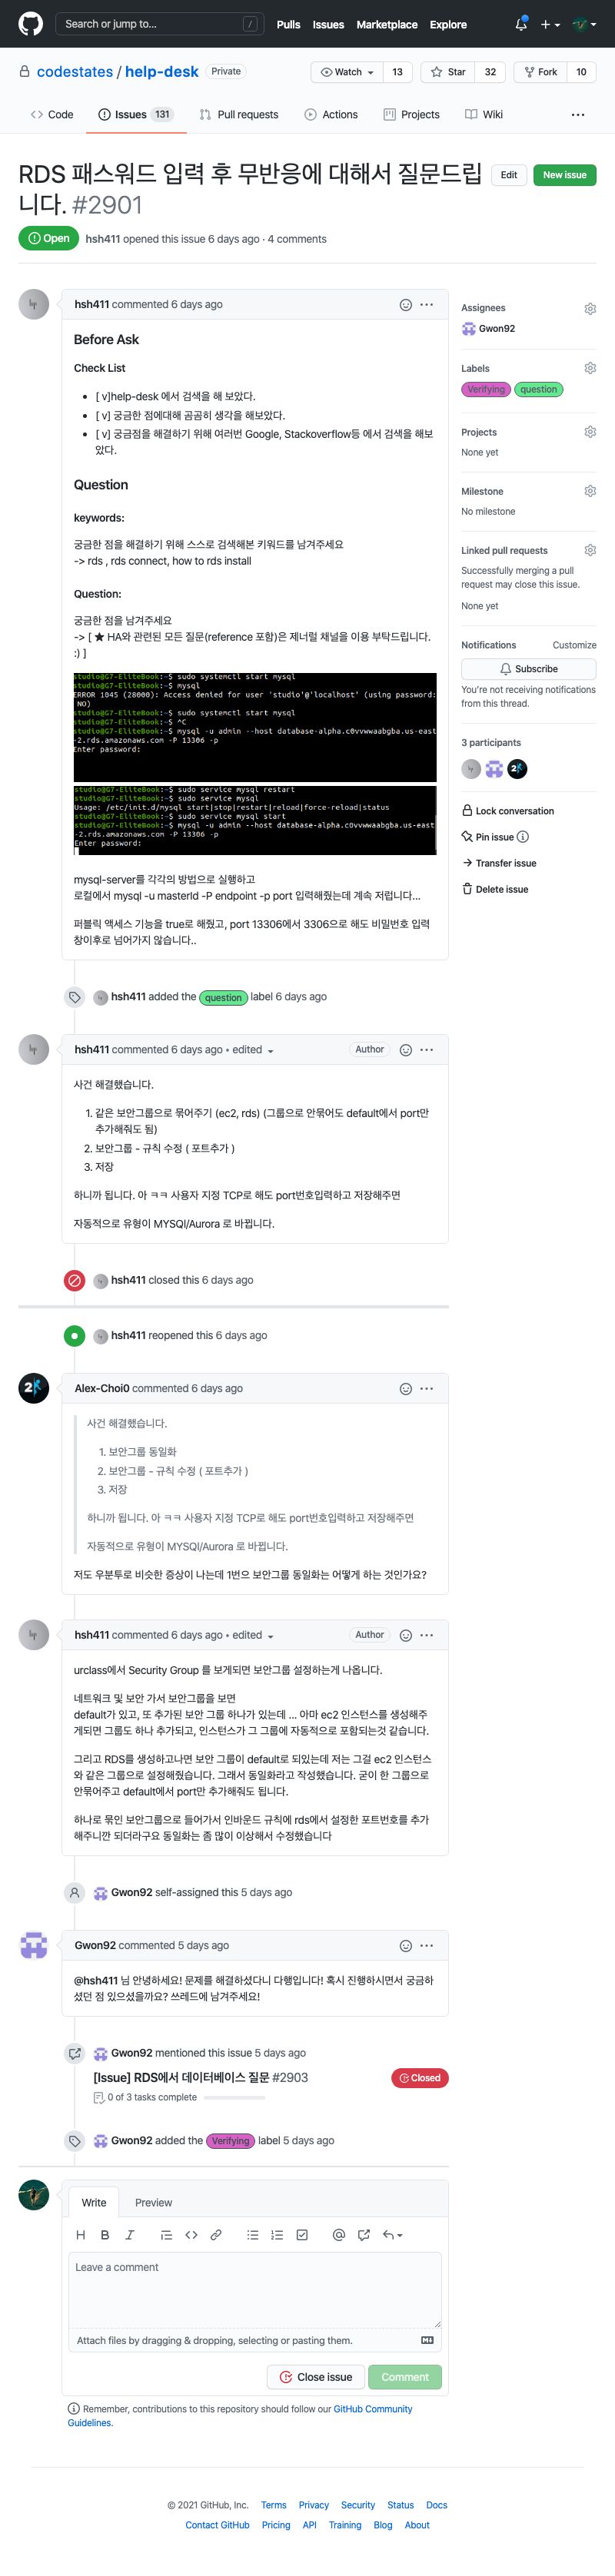 Search or jump to...
/
Pulls Issues Marketplace Explore
codestates / help-desk Private
Watch 13 Star 32 Fork 10
Code Issues 131 Pull requests Actions Projects Wiki
RDS 패스워드 입력 후 무반응에 대해서 질문드립
니다. #2901
Edit New issue
Open hsh411 opened this issue 6 days ago · 4 comments
hsh411 commented 6 days ago
Before Ask
Check List
[ v]help-desk 에서 검색을 해 보았다.
[ v] 궁금한 점에대해 곰곰히 생각을 해보았다.
[ v] 궁금점을 해결하기 위해 여러번 Google, Stackoverflow등 에서 검색을 해보
았다.
Question
keywords:
궁금한 점을 해결하기 위해 스스로 검색해본 키워드를 남겨주세요
-> rds , rds connect, how to rds install
Question:
궁금한 점을 남겨주세요
-> [ ★ HA와 관련된 모든 질문(reference 포함)은 제너럴 채널을 이용 부탁드립니다.
:) ]
studio@G7-EliteBook:~$ sudo systemctl start mysql
studio@G7-EliteBook:~$ mysql
ERROR 1045 (28000): Access denied for user 'studio'@'localhost' (using password:
NO)
studio@G7-EliteBook:~$ sudo systemctl start mysql
studio@G7-EliteBook:~$ ^C
studio@G7-EliteBook:~$ mysql -u admin --host database-alpha.c0vvwwaabgba.us-east
-2.rds.amazonaws.com -P 13306 -p
Enter password:
studio@G7-EliteBook:~$ sudo service mysql restart
studio@G7-EliteBook:~$ sudo service mysql
Usage: /etc/init.d/mysql start|stop|restart|reload|force-reload|status
studio@G7-EliteBook:~$ sudo service mysql start
studio@G7-EliteBook:~$ mysql -u admin --host database-alpha.c0vvwwaabgba.us-east
-2.rds.amazonaws.com -P 13306 -p
Enter password:
mysql-server를 각각의 방법으로 실행하고
로컬에서 mysql -u masterId -P endpoint -p port 입력해줬는데 계속 저럽니다...
퍼블릭 액세스 기능을 true로 해줬고, port 13306에서 3306으로 해도 비밀번호 입력
창이후로 넘어가지 않습니다..
Assignees
Gwon92
Labels
Verifying question
Projects
None yet
Milestone
No milestone
Linked pull requests
Successfully merging a pull
request may close this issue.
None yet
Notifications Customize
Subscribe
You're not receiving notifications
from this thread.
3 participants
Lock conversation
Pin issue
Transfer issue
Delete issue
hsh411 added the question label 6 days ago
hsh411 commented 6 days ago • edited Author
사건 해결했습니다.
1. 같은 보안그룹으로 묶어주기 (ec2, rds) (그룹으로 안묶어도 default에서 port만
추가해줘도 됨)
2. 보안그룹 - 규칙 수정 ( 포트추가 )
3. 저장
하니까 됩니다. 아 ㅋㅋ 사용자 지정 TCP로 해도 port번호입력하고 저장해주면
자동적으로 유형이 MYSQl/Aurora 로 바뀝니다.
hsh411 closed this 6 days ago
hsh411 reopened this 6 days ago
Alex-Choi0 commented 6 days ago
사건 해결했습니다.
1. 보안그룹 동일화
2. 보안그룹 - 규칙 수정 ( 포트추가 )
3. 저장
하니까 됩니다. 아 ㅋㅋ 사용자 지정 TCP로 해도 port번호입력하고 저장해주면
자동적으로 유형이 MYSQl/Aurora 로 바뀝니다.
저도 우분투로 비슷한 증상이 나는데 1번으 보안그룹 동일화는 어떻게 하는 것인가요?
hsh411 commented 6 days ago • edited Author
urclass에서 Security Group 를 보게되면 보안그룹 설정하는게 나옵니다.
네트워크 및 보안 가서 보안그룹을 보면
default가 있고, 또 추가된 보안 그룹 하나가 있는데 ... 아마 ec2 인스턴스를 생성해주
게되면 그룹도 하나 추가되고, 인스턴스가 그 그룹에 자동적으로 포함되는것 같습니다.
그리고 RDS를 생성하고나면 보안 그룹이 default로 되있는데 저는 그걸 ec2 인스턴스
와 같은 그룹으로 설정해줬습니다. 그래서 동일화라고 작성했습니다. 굳이 한 그룹으로
안묶어주고 default에서 port만 추가해줘도 됩니다.
하나로 묶인 보안그룹으로 들어가서 인바운드 규칙에 rds에서 설정한 포트번호를 추가
해주니깐 되더라구요 동일화는 좀 많이 이상해서 수정했습니다
Gwon92 self-assigned this 5 days ago
Gwon92 commented 5 days ago
@hsh411 님 안녕하세요! 문제를 해결하셨다니 다행입니다! 혹시 진행하시면서 궁금하
셨던 점 있으셨을까요? 쓰레드에 남겨주세요!
Gwon92 mentioned this issue 5 days ago
[Issue] RDS에서 데이터베이스 질문 #2903
Closed
0 of 3 tasks complete
Gwon92 added the Verifying label 5 days ago
Write Preview
Leave a comment
Attach files by dragging & dropping, selecting or pasting them.
Close issue Comment
Remember, contributions to this repository should follow our GitHub Community
Guidelines.
© 2021 GitHub, Inc. Terms Privacy Security Status Docs
Contact GitHub Pricing API Training Blog About